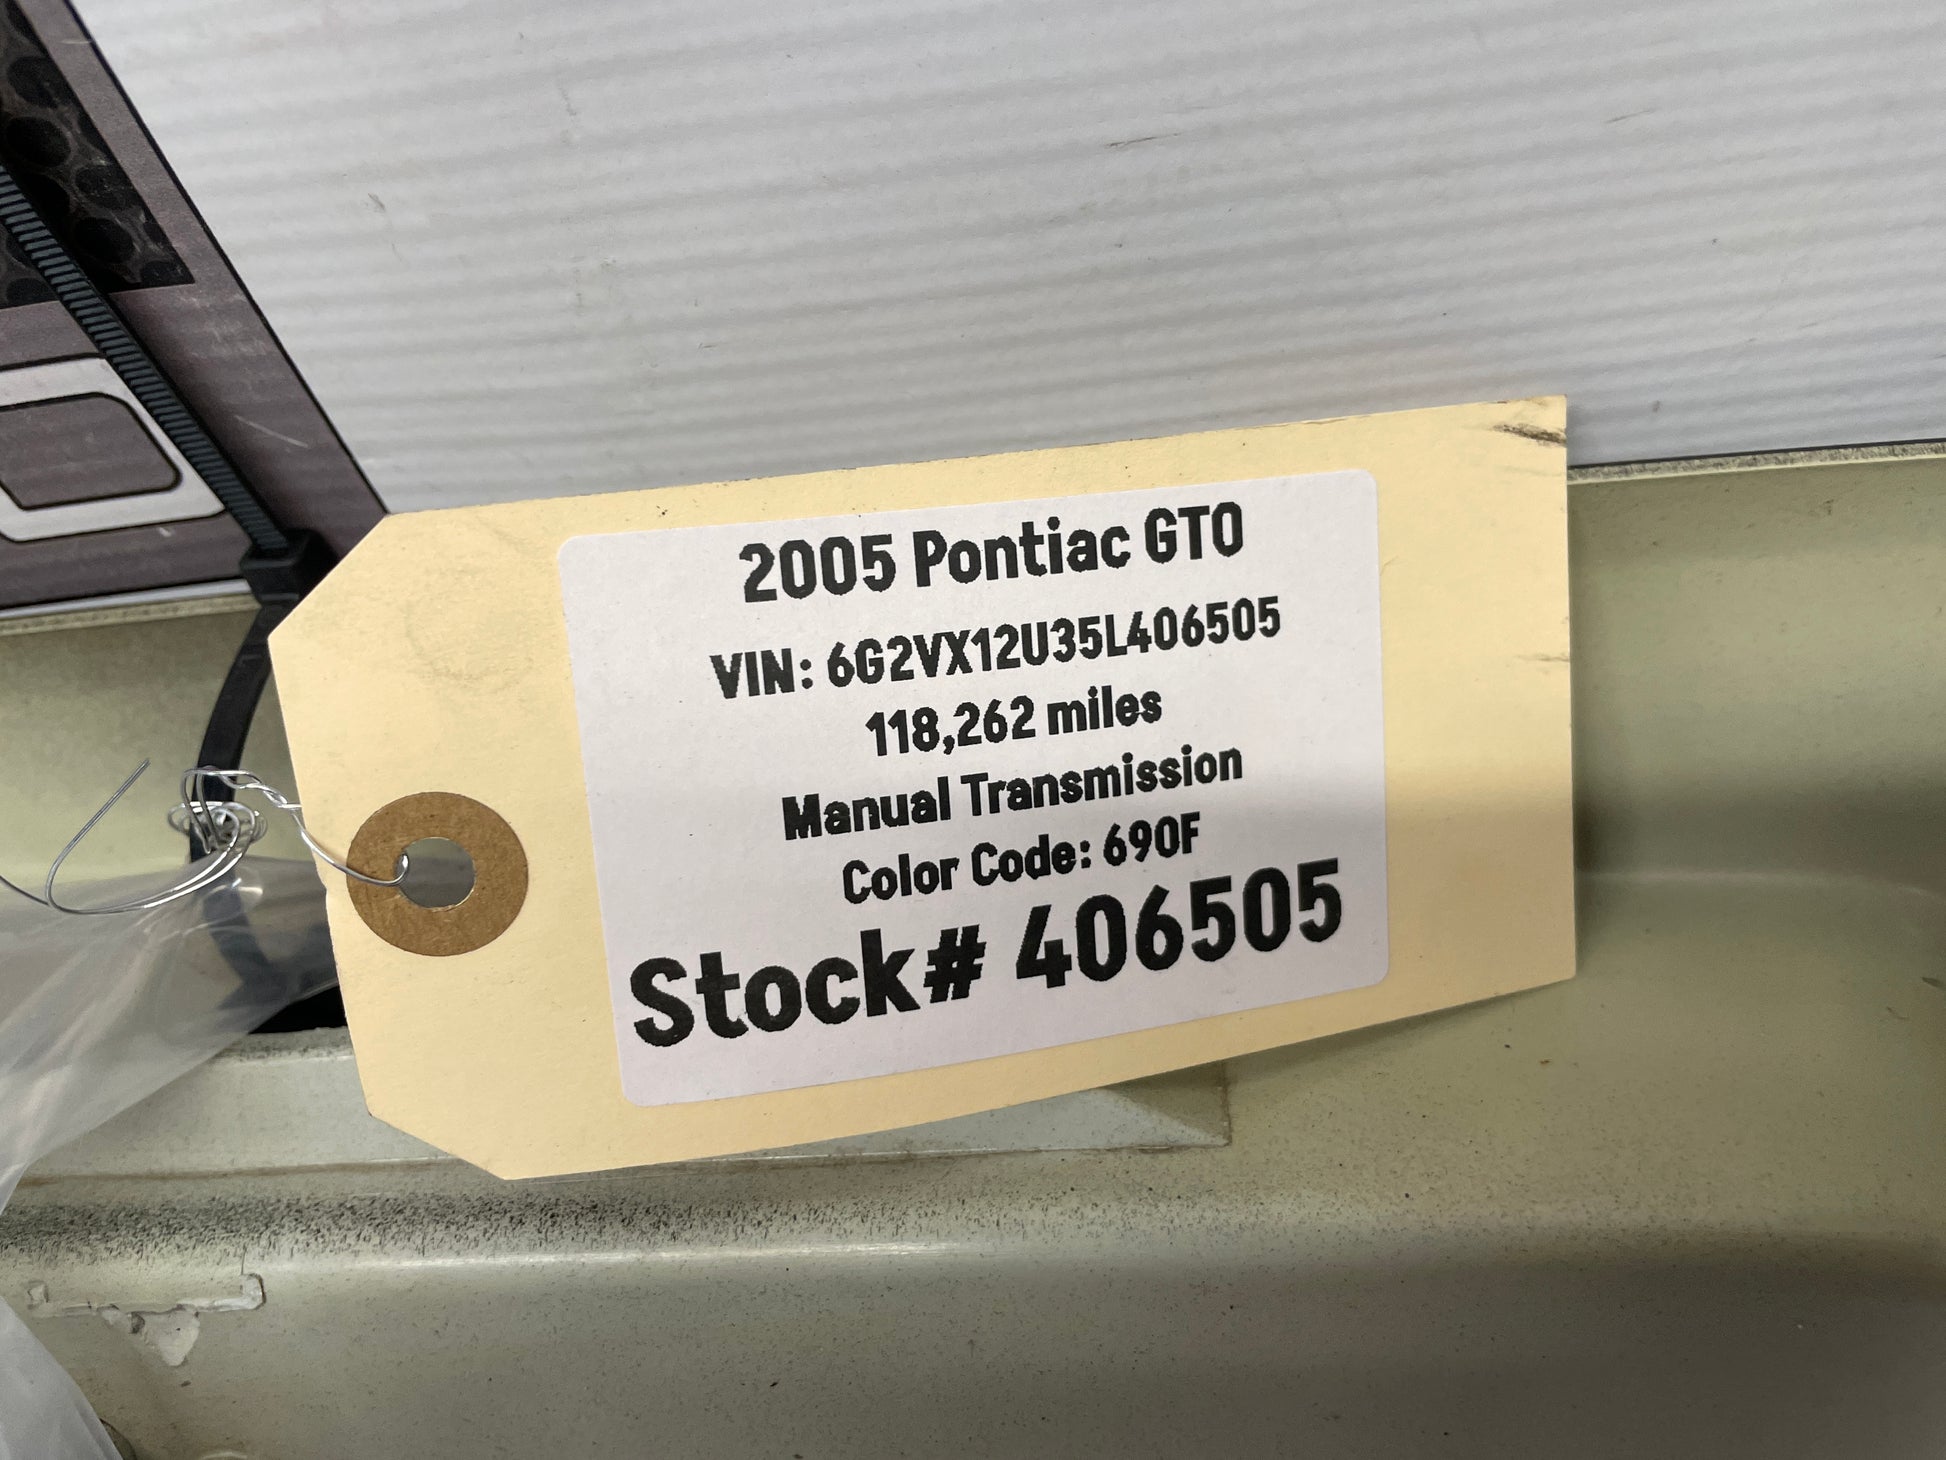 2005 Pontiac GTO
VIN: 6G2VX12U35L406505
118,262 miles
Manual Transmission
Color Code: 690F
Stock# 406505